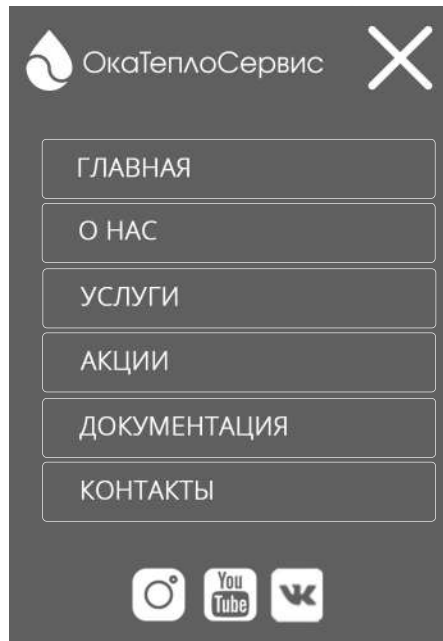 ОкаТеплоСервис
ГЛАВНАЯ
О НАС
УСЛУГИ
АКЦИИ
ДОКУМЕНТАЦИЯ
КОНТАКТЫ
You
Tube